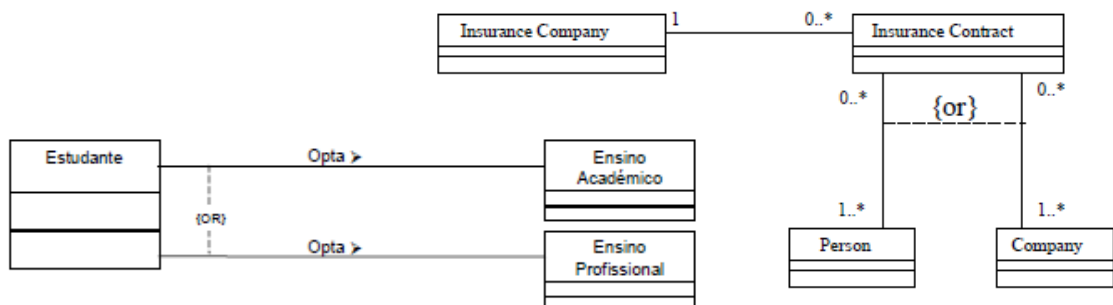 Insurance Company
1
0..*
Insurance Contract
0..*
{or}
0..*
Estudante
Opta ➢
Ensino
Académico
{OR}
1..*
1..*
Opta ➢
Ensino
Profissional
Person
Company